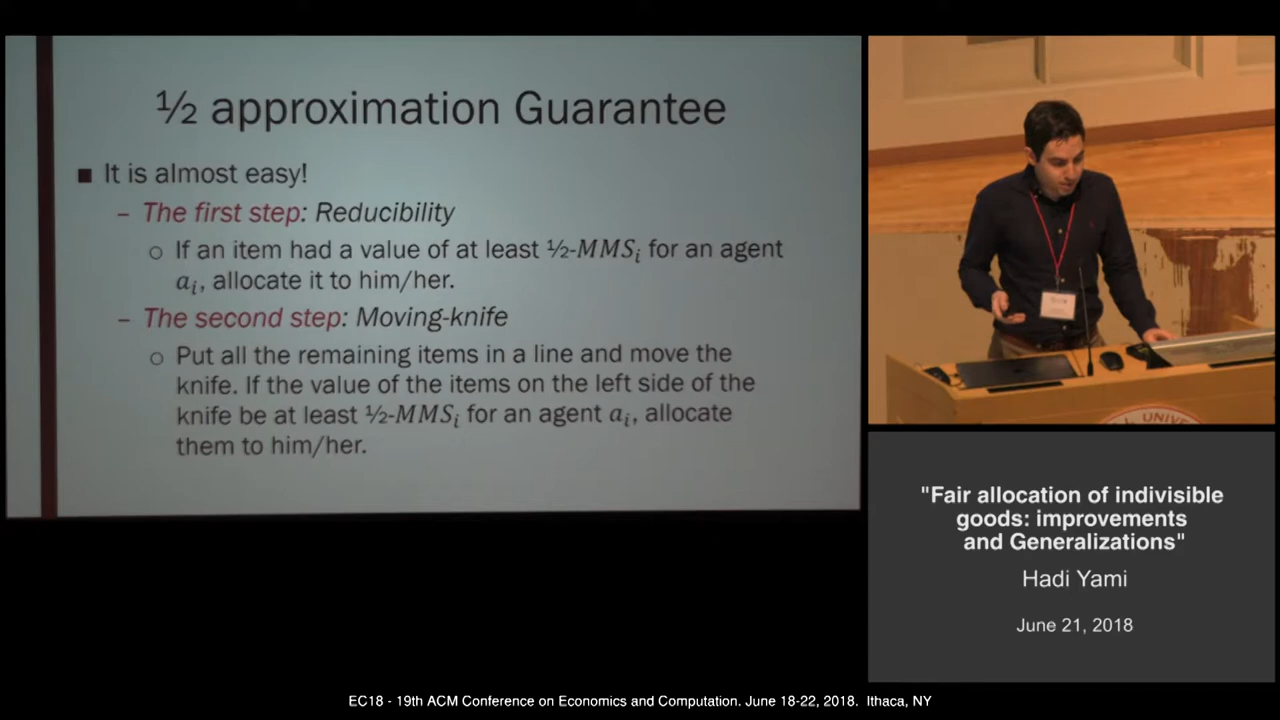 ½ approximation Guarantee
■ It is almost easy!
– The first step: Reducibility
○ If an item had a value of at least ½-MMSᵢ for an agent
aᵢ, allocate it to him/her.
– The second step: Moving-knife
○ Put all the remaining items in a line and move the
knife. If the value of the items on the left side of the
knife be at least ½-MMSᵢ for an agent aᵢ, allocate
them to him/her.
UNIVE
"Fair allocation of indivisible
goods: improvements
and Generalizations"
Hadi Yami
June 21, 2018
EC18 - 19th ACM Conference on Economics and Computation. June 18-22, 2018. Ithaca, NY